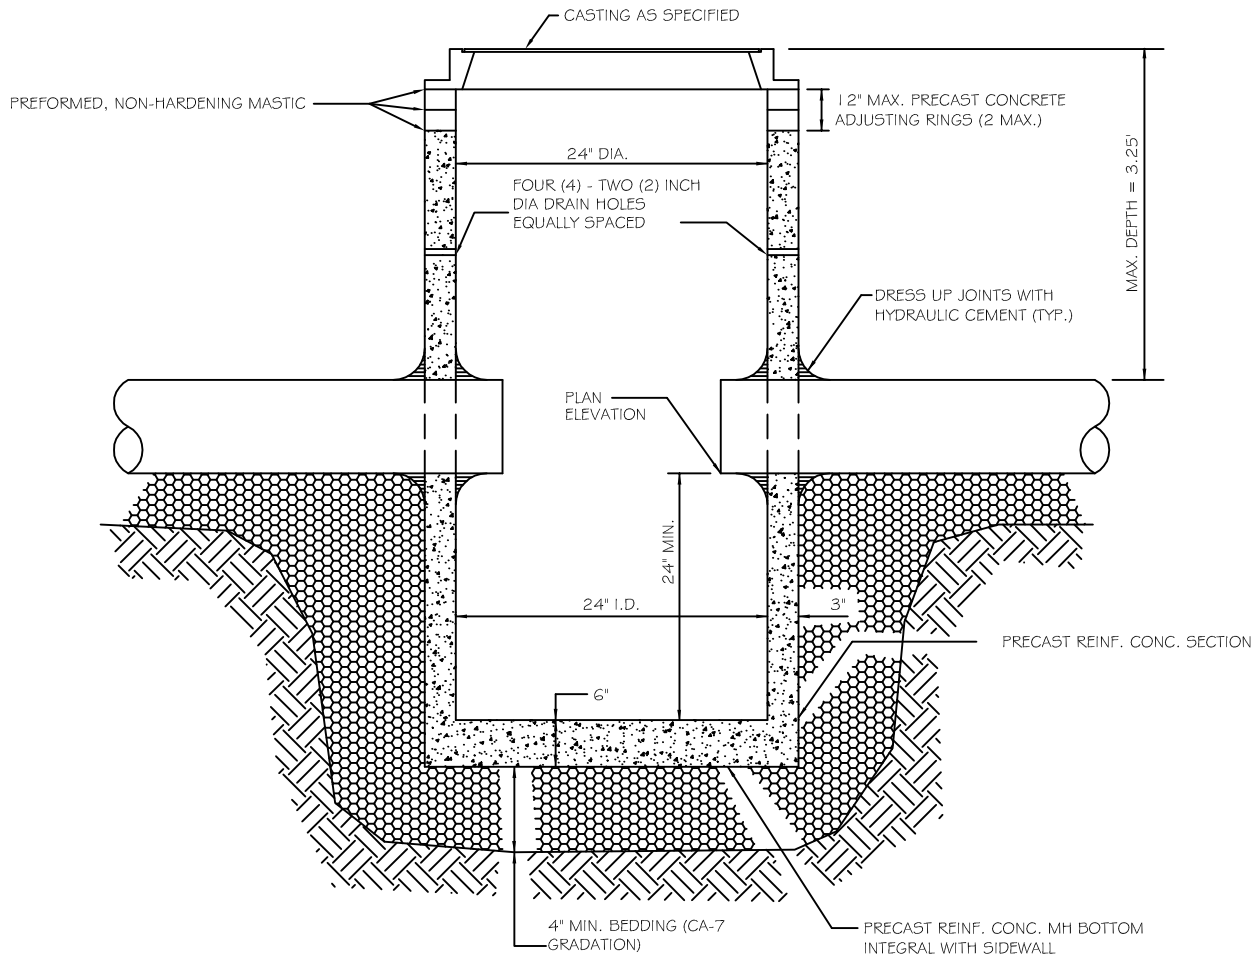 CASTING AS SPECIFIED
PREFORMED, NON-HARDENING MASTIC
12" MAX. PRECAST CONCRETE
ADJUSTING RINGS (2 MAX.)
24" DIA.
FOUR (4) - TWO (2) INCH
DIA DRAIN HOLES
EQUALLY SPACED
MAX. DEPTH = 3.25'
DRESS UP JOINTS WITH
HYDRAULIC CEMENT (TYP.)
PLAN
ELEVATION
24" MIN.
24" I.D.
3"
PRECAST REINF. CONC. SECTION
6"
4" MIN. BEDDING (CA-7
GRADATION)
PRECAST REINF. CONC. MH BOTTOM
INTEGRAL WITH SIDEWALL